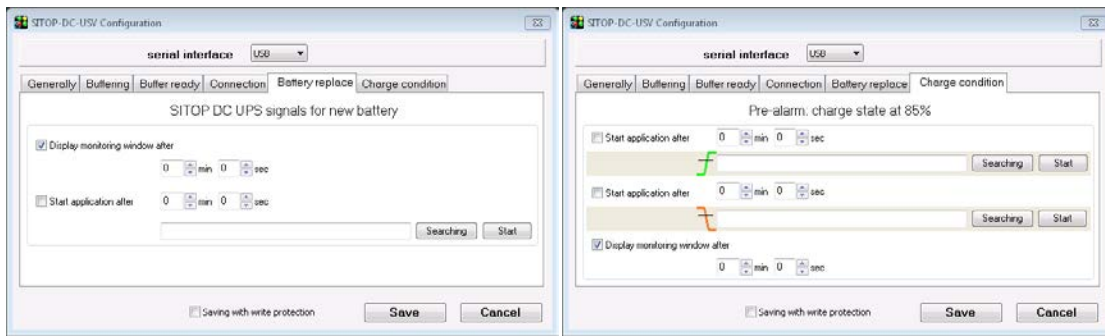 SITOP-DC-USV Configuration
serial interface USB
Generally Buffering Buffer ready Connection Battery replace Charge condition
SITOP DC UPS signals for new battery
Display monitoring window after
0 min 0 sec
Start application after 0 min 0 sec
Searching Start
Saving with write protection Save Cancel
SITOP-DC-USV Configuration
serial interface USB
Generally Buffering Buffer ready Connection Battery replace Charge condition
Pre-alarm: charge state at 85%
Start application after 0 min 0 sec
Searching Start
Start application after 0 min 0 sec
Searching Start
Display monitoring window after
0 min 0 sec
Saving with write protection Save Cancel